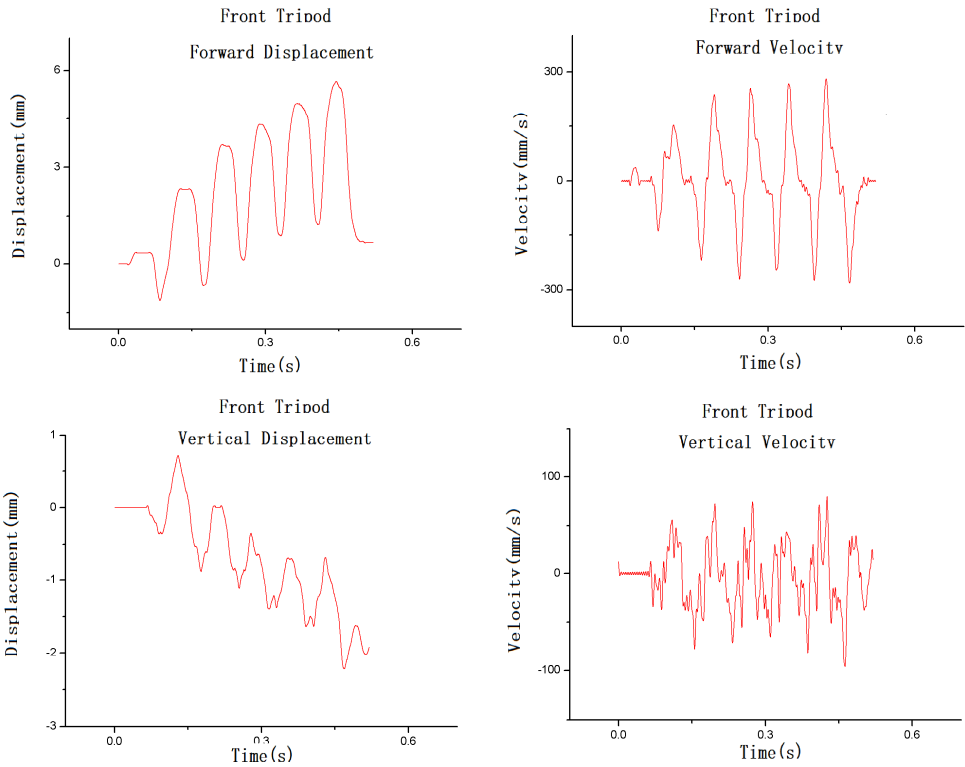 Front Tripod
Forward Displacement
6
3
0
Displacement(mm)
0.0
0.3
0.6
Time(s)
Front Tripod
Forward Velocity
300
0
-300
Velocity(mm/s)
0.0
0.3
0.6
Time(s)
Front Tripod
Vertical Displacement
1
0
-1
-2
-3
Displacement(mm)
0.0
0.3
0.6
Time(s)
Front Tripod
Vertical Velocity
100
0
-100
Velocity(mm/s)
0.0
0.3
0.6
Time(s)